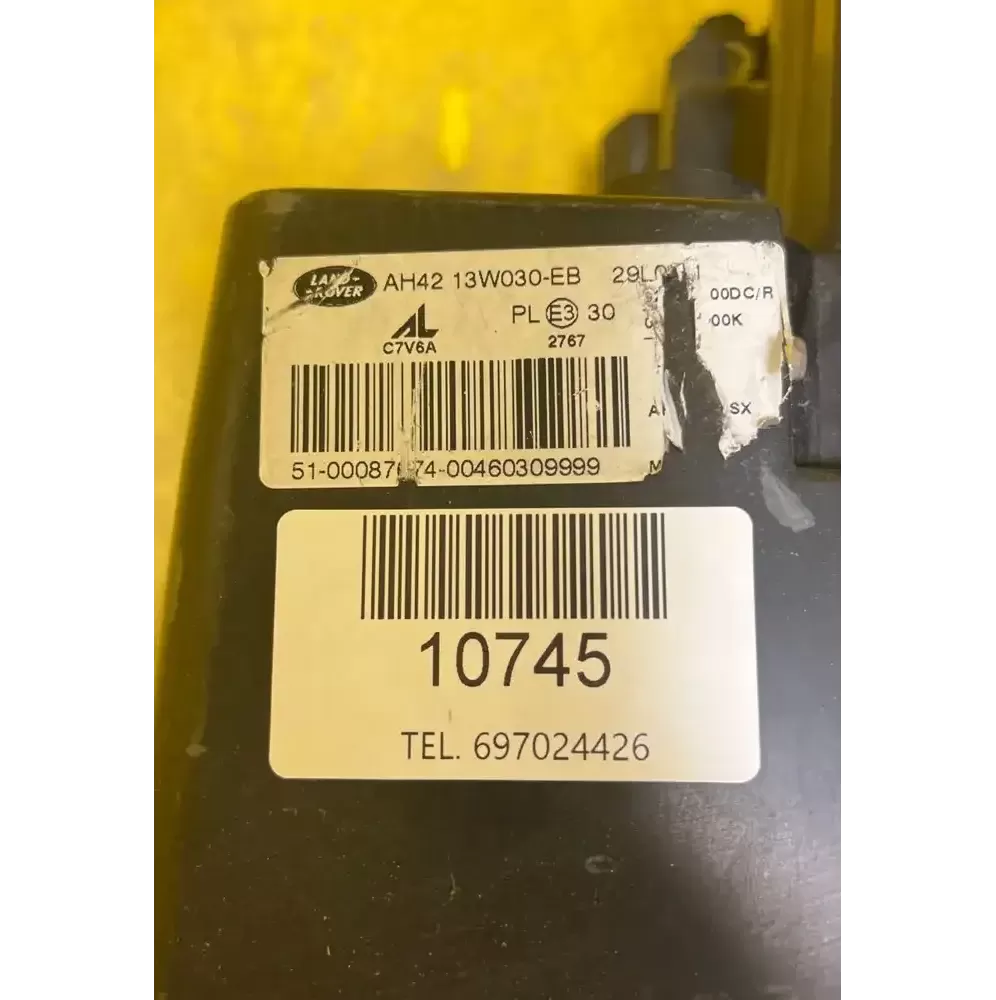 LAND-
ROVER
AH42 13W030-EB
00DC/R
PL E3 30
00K
AL
C7V6A
2767
SX
51-00087 74-00460309999
10745
TEL. 697024426